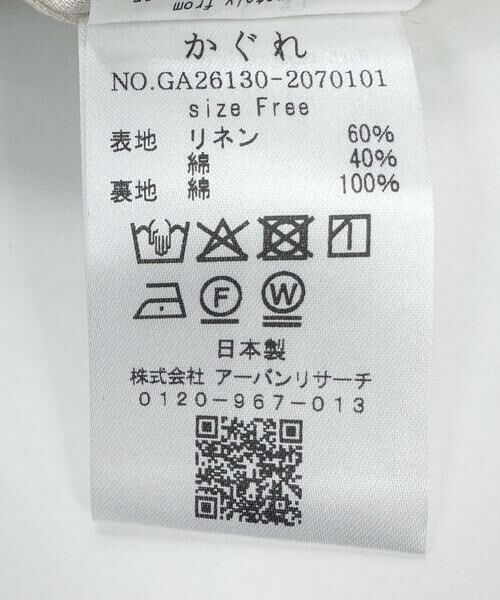 かぐれ
NO.GA26130-2070101
size Free
表地 リネン 60%
綿 40%
裏地 綿 100%
F W
日本製
株式会社 アーバンリサーチ
0120-967-013